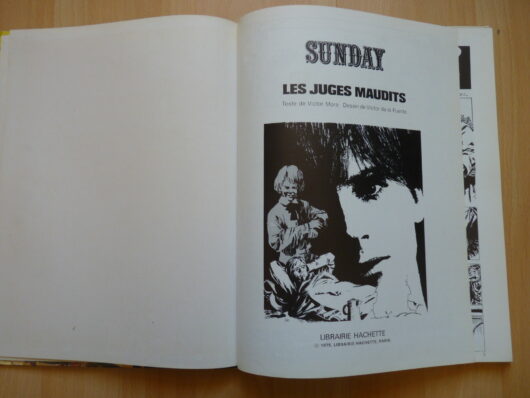 SUNDAY
LES JUGES MAUDITS
Texte de Victor Mora Dessin de Victor de la Fuente
LIBRAIRIE HACHETTE
© 1975, LIBRAIRIE HACHETTE, PARIS